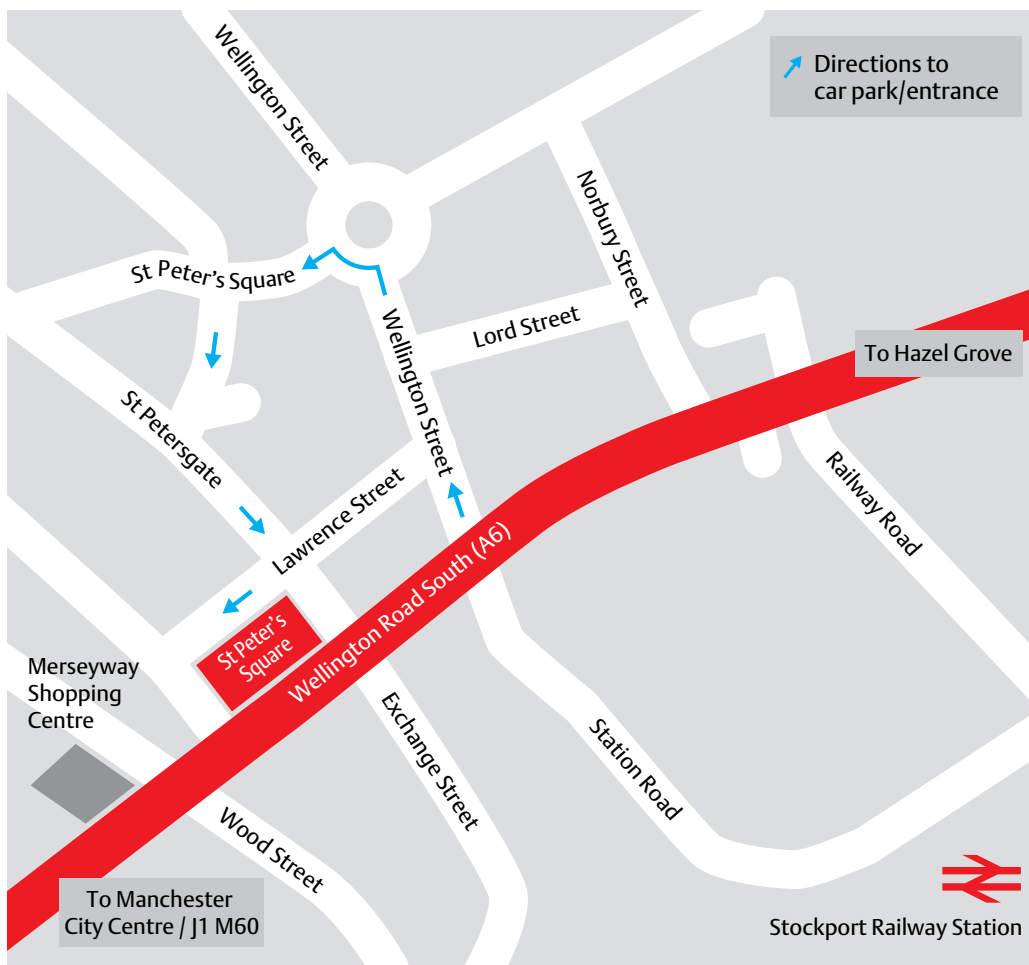 Wellington Street
Directions to
car park/entrance
Norbury Street
St Peter’s Square
Wellington Street
Lord Street
To Hazel Grove
St Petersgate
Railway Road
Lawrence Street
Wellington Road South (A6)
St Peter’s
Square
Merseyway
Shopping
Centre
Exchange Street
Station Road
Wood Street
To Manchester
City Centre / J1 M60
Stockport Railway Station